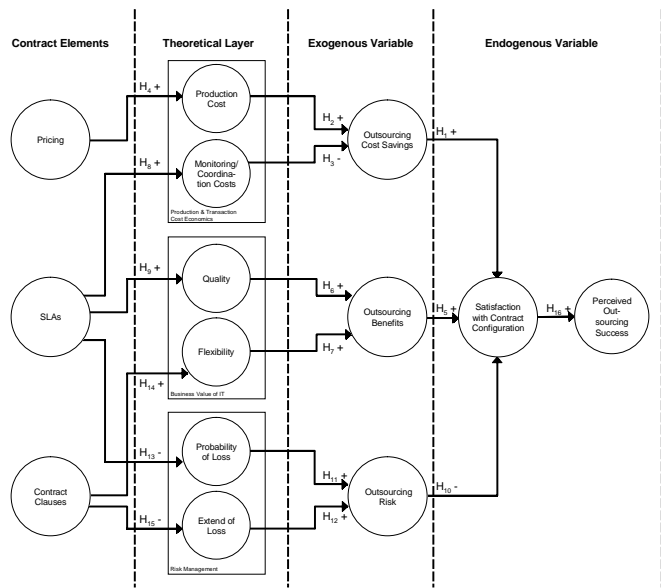 Contract Elements
Theoretical Layer
Exogenous Variable
Endogenous Variable
Pricing
SLAs
Contract
Clauses
H4 +
H8 +
H9 +
H14 +
H13 -
H15 -
Production
Cost
Monitoring/
Coordina-
tion Costs
Production & Transaction
Cost Economics
Quality
Flexibility
Business Value of IT
Probability
of Loss
Extend of
Loss
Risk Management
H2 +
H3 -
H6 +
H7 +
H11 +
H12 +
Outsourcing
Cost Savings
Outsourcing
Benefits
Outsourcing
Risk
H1 +
H5 +
H10 -
Satisfaction
with Contract
Configuration
H16 +
Perceived
Out-
sourcing
Success